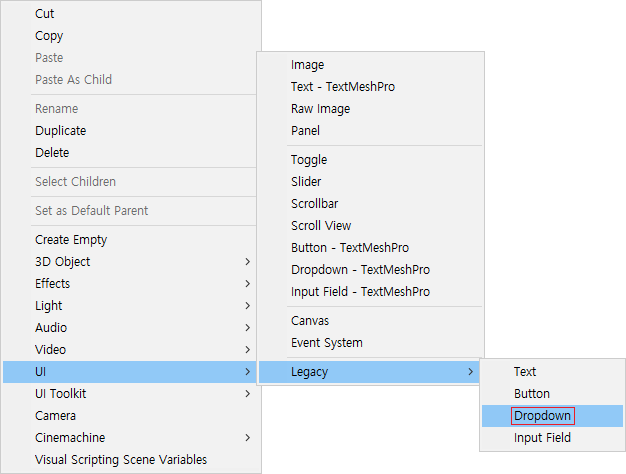 Cut
Copy
Paste
Paste As Child
Rename
Duplicate
Delete
Select Children
Set as Default Parent
Create Empty
3D Object
Effects
Light
Audio
Video
UI
UI Toolkit
Camera
Cinemachine
Visual Scripting Scene Variables
Image
Text - TextMeshPro
Raw Image
Panel
Toggle
Slider
Scrollbar
Scroll View
Button - TextMeshPro
Dropdown - TextMeshPro
Input Field - TextMeshPro
Canvas
Event System
Legacy
Text
Button
Dropdown
Input Field